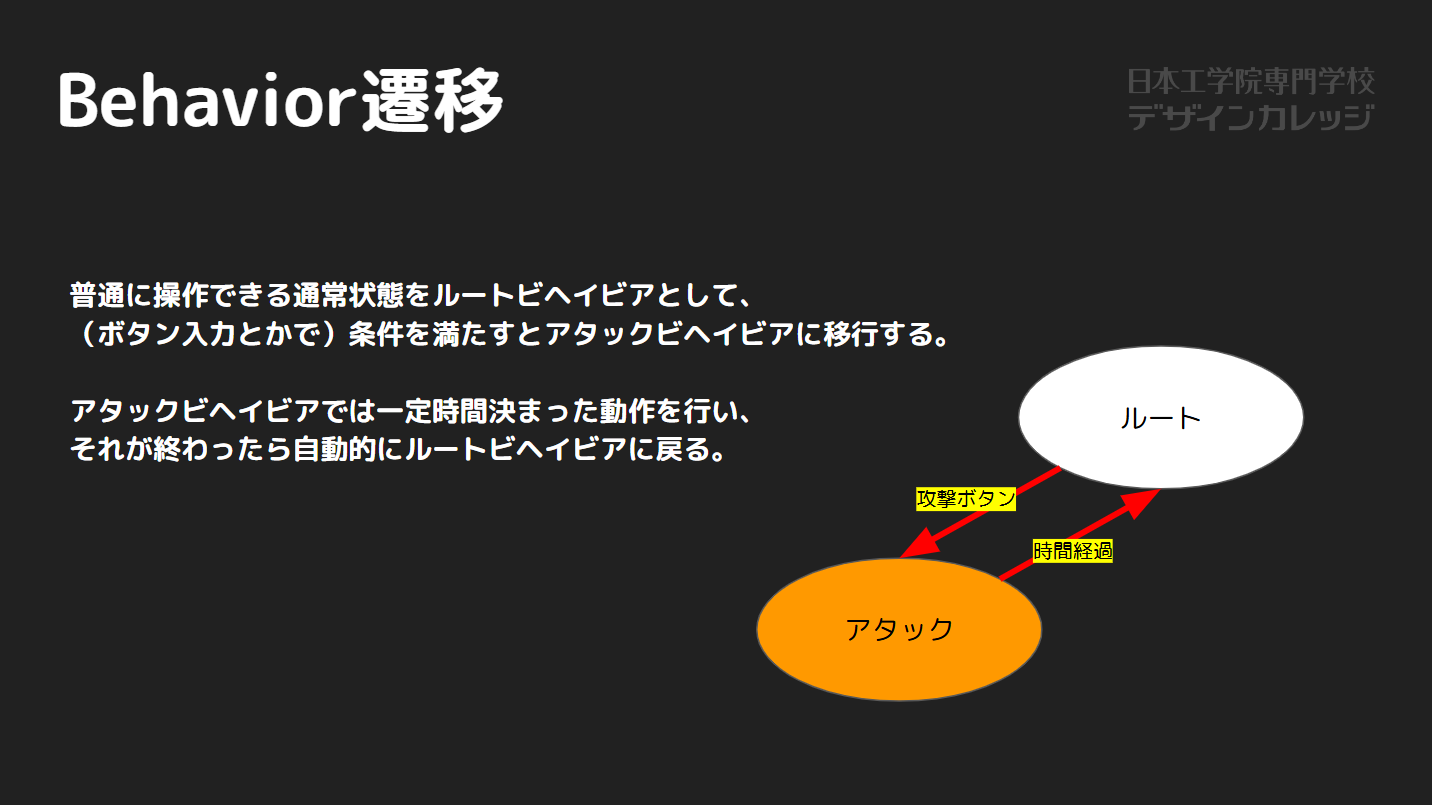 Behavior遷移
日本工学院専門学校
デザインカレッジ
普通に操作できる通常状態をルートビヘイビアとして、
（ボタン入力とかで）条件を満たすとアタックビヘイビアに移行する。
アタックビヘイビアでは一定時間決まった動作を行い、
それが終わったら自動的にルートビヘイビアに戻る。
ルート
攻撃ボタン
時間経過
アタック